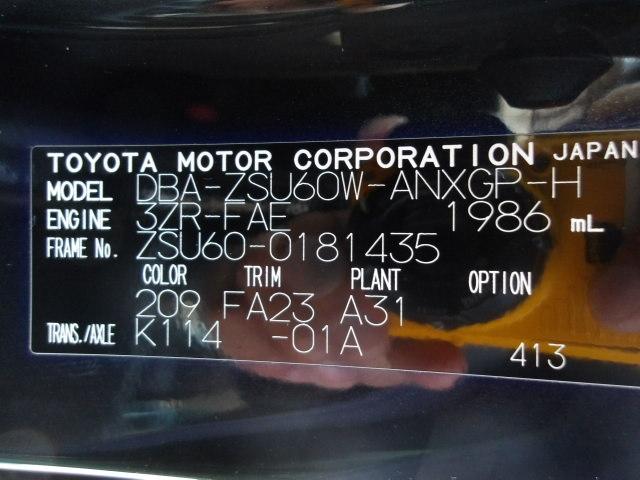 TOYOTA MOTOR CORPORATION JAPAN
MODEL DBA-ZSU60W-ANXGP-H
ENGINE 3ZR-FAE 1986 mL
FRAME No. ZSU60-0181435
COLOR TRIM PLANT OPTION
209 FA23 A31
TRANS./AXLE K114 -01A
413